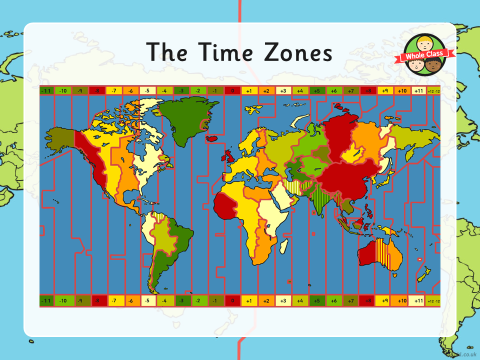 The Time Zones
Whole Class
-11 -10 -9 -8 -7 -6 -5 -4 -3 -2 -1 0 +1 +2 +3 +4 +5 +6 +7 +8 +9 +10 +11
-11 -10 -9 -8 -7 -6 -5 -4 -3 -2 -1 0 +1 +2 +3 +4 +5 +6 +7 +8 +9 +10 +11